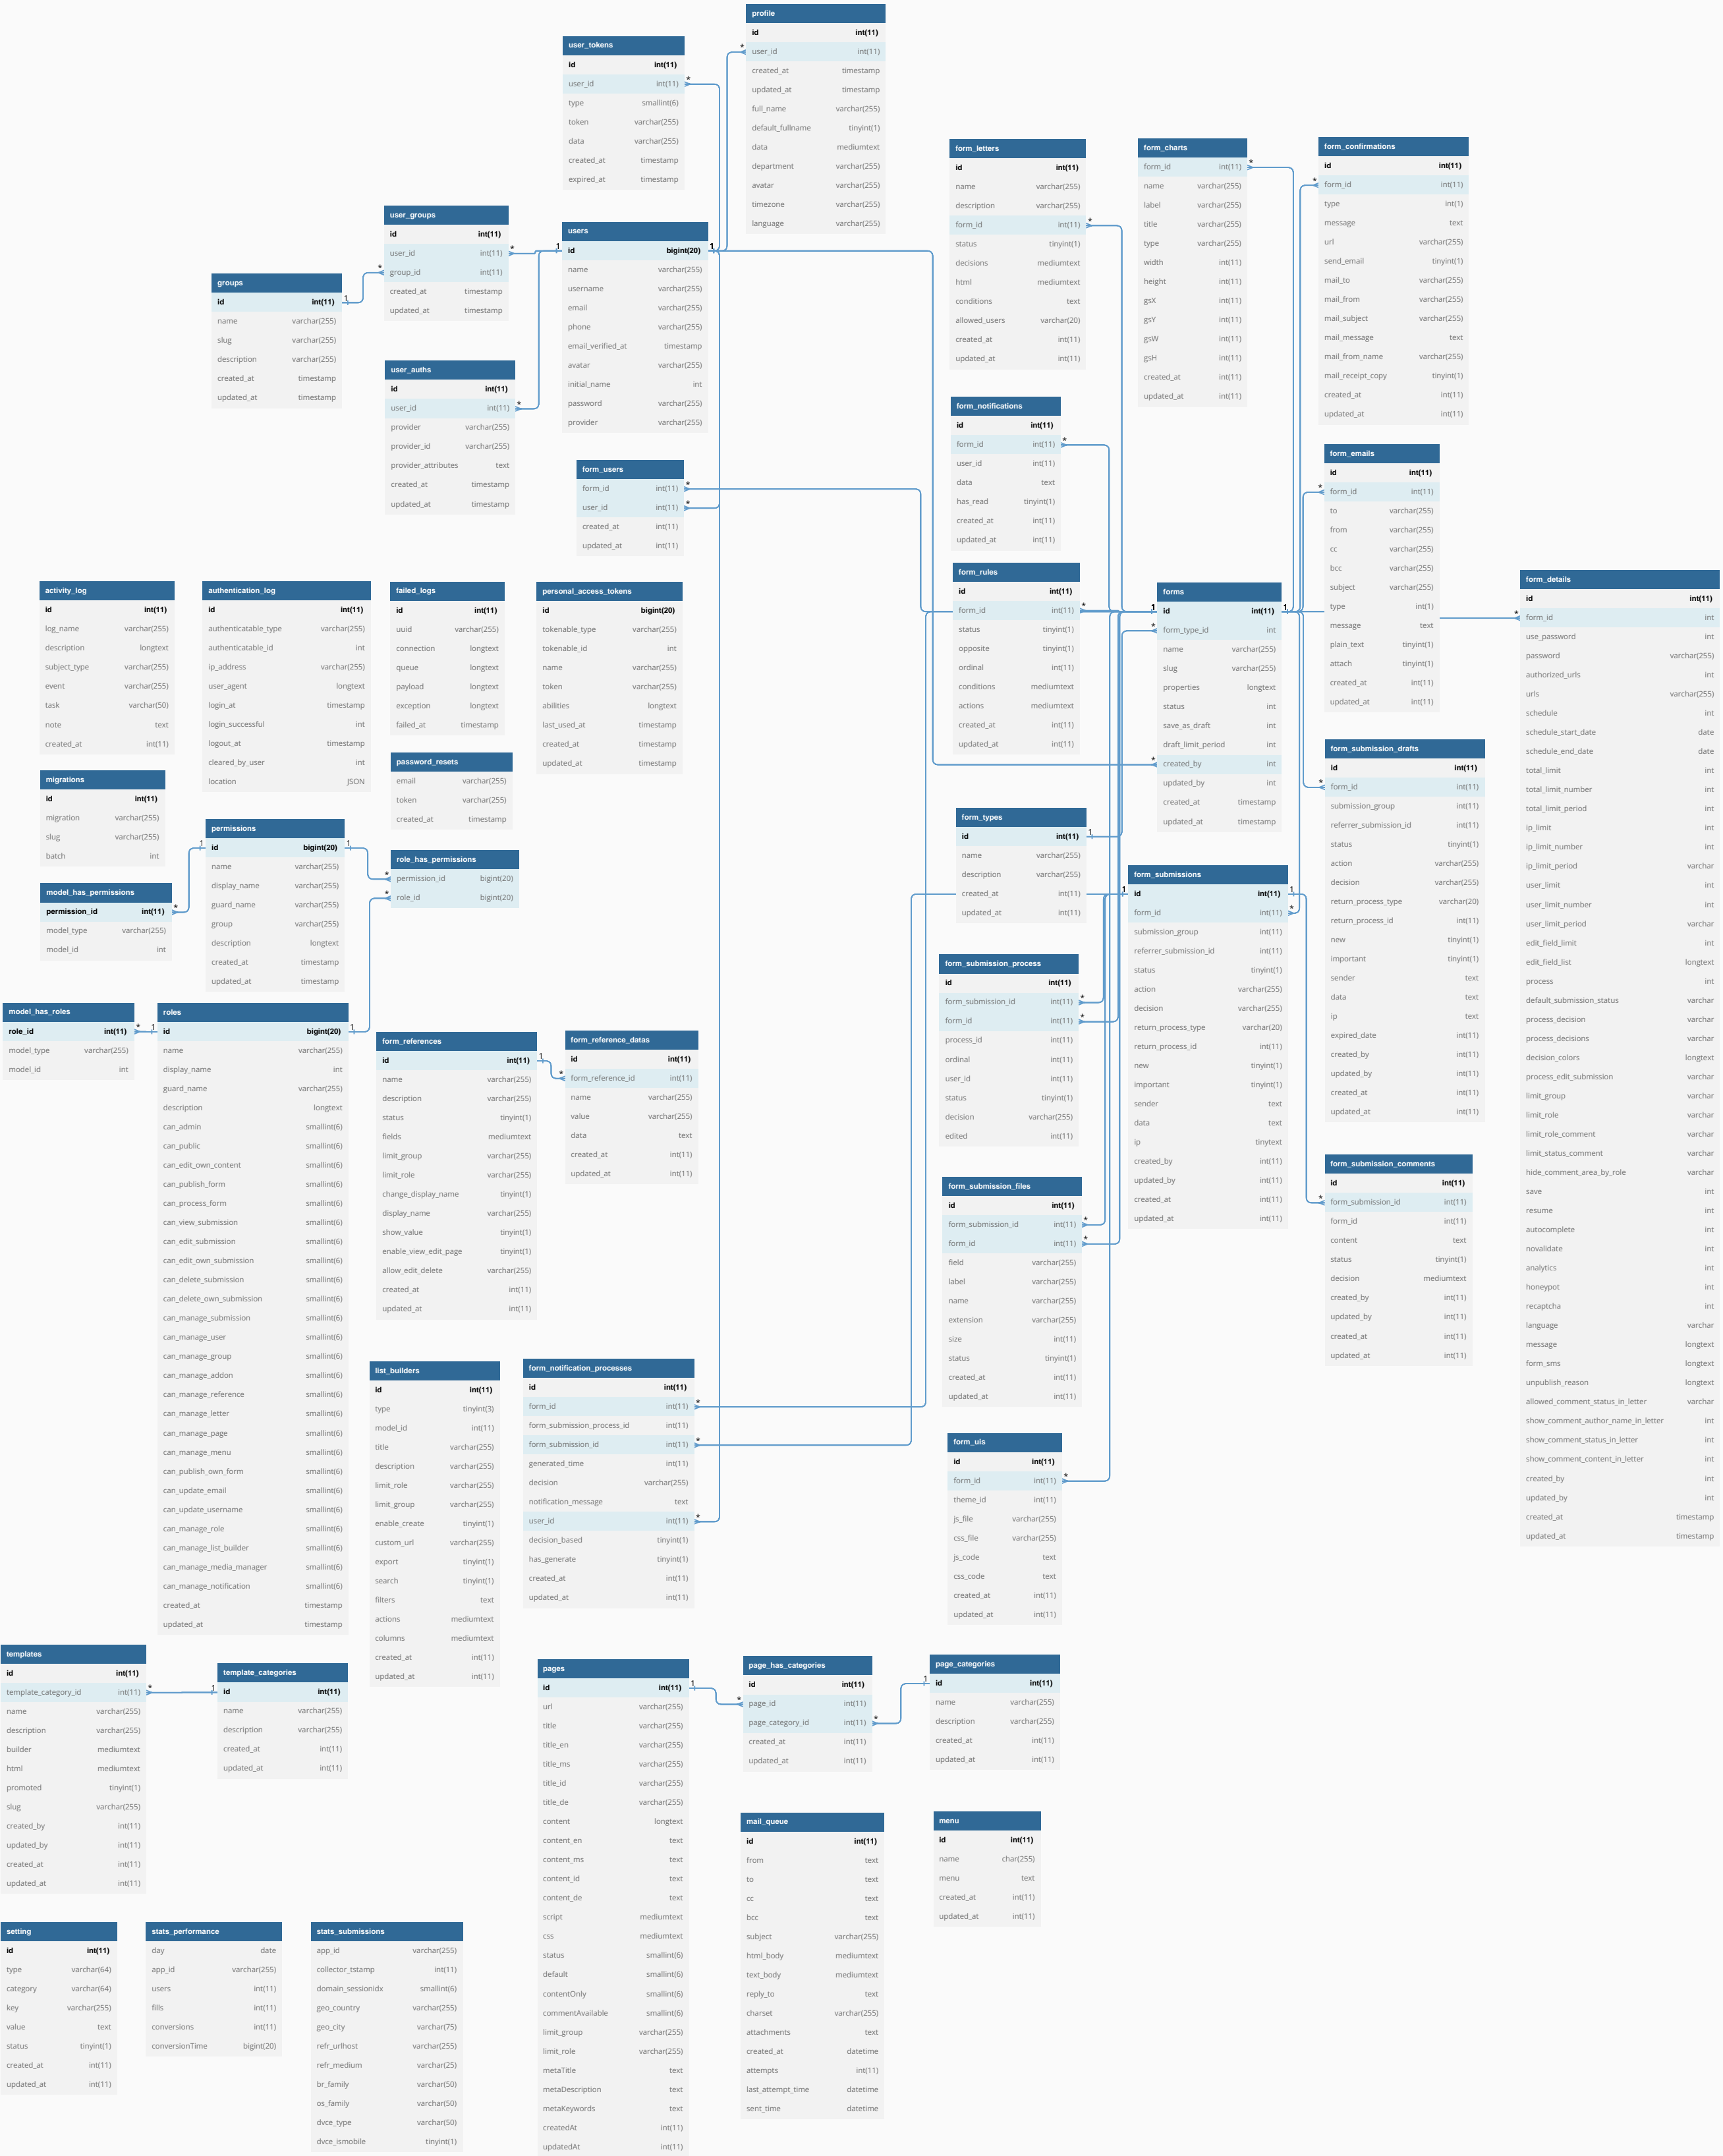 profile
id int(11)
user_id int(11)
created_at timestamp
updated_at timestamp
full_name varchar(255)
default_fullname tinyint(1)
data mediumtext
department varchar(255)
avatar varchar(255)
timezone varchar(255)
language varchar(255)
user_tokens
id int(11)
user_id int(11)
type smallint(6)
token varchar(255)
data varchar(255)
created_at timestamp
expired_at timestamp
form_letters
id int(11)
name varchar(255)
description varchar(255)
form_id int(11)
status tinyint(1)
decisions mediumtext
html mediumtext
conditions text
allowed_users varchar(20)
created_at int(11)
updated_at int(11)
form_charts
form_id int(11)
name varchar(255)
label varchar(255)
title varchar(255)
type varchar(255)
width int(11)
height int(11)
gsX int(11)
gsY int(11)
gsW int(11)
gsH int(11)
created_at int(11)
updated_at int(11)
form_confirmations
id int(11)
form_id int(11)
type int(1)
message text
url varchar(255)
send_email tinyint(1)
mail_to varchar(255)
mail_from varchar(255)
mail_subject varchar(255)
mail_message text
mail_from_name varchar(255)
mail_receipt_copy tinyint(1)
created_at int(11)
updated_at int(11)
user_groups
id int(11)
user_id int(11)
group_id int(11)
created_at timestamp
updated_at timestamp
users
id bigint(20)
name varchar(255)
username varchar(255)
email varchar(255)
phone varchar(255)
email_verified_at timestamp
avatar varchar(255)
initial_name int
password varchar(255)
provider varchar(255)
groups
id int(11)
name varchar(255)
slug varchar(255)
description varchar(255)
created_at timestamp
updated_at timestamp
user_auths
id int(11)
user_id int(11)
provider varchar(255)
provider_id varchar(255)
provider_attributes text
created_at timestamp
updated_at timestamp
form_notifications
id int(11)
form_id int(11)
user_id int(11)
data text
has_read tinyint(1)
created_at int(11)
updated_at int(11)
form_emails
id int(11)
form_id int(11)
to varchar(255)
from varchar(255)
cc varchar(255)
bcc varchar(255)
subject varchar(255)
type int(1)
message text
plain_text tinyint(1)
attach tinyint(1)
created_at int(11)
updated_at int(11)
form_users
form_id int(11)
user_id int(11)
created_at int(11)
updated_at int(11)
form_rules
id int(11)
form_id int(11)
status tinyint(1)
opposite tinyint(1)
ordinal int(11)
conditions mediumtext
actions mediumtext
created_at int(11)
updated_at int(11)
forms
id int(11)
form_type_id int
name varchar(255)
slug varchar(255)
properties longtext
status int
save_as_draft int
draft_limit_period int
created_by int
updated_by int
created_at timestamp
updated_at timestamp
form_details
id int(11)
form_id int
use_password int
password varchar(255)
authorized_urls int
urls varchar(255)
schedule int
schedule_start_date date
schedule_end_date date
total_limit int
total_limit_number int
total_limit_period int
ip_limit int
ip_limit_number int
ip_limit_period varchar
user_limit int
user_limit_number int
user_limit_period varchar
edit_field_limit int
edit_field_list longtext
process int
default_submission_status varchar
process_decision varchar
process_decisions varchar
decision_colors longtext
process_edit_submission varchar
limit_group varchar
limit_role varchar
limit_role_comment varchar
limit_status_comment varchar
hide_comment_area_by_role varchar
save int
resume int
autocomplete int
novalidate int
analytics int
honeypot int
recaptcha int
language varchar
message longtext
form_sms longtext
unpublish_reason longtext
allowed_comment_status_in_letter varchar
show_comment_author_name_in_letter int
show_comment_status_in_letter int
show_comment_content_in_letter int
created_by int
updated_by int
created_at timestamp
updated_at timestamp
activity_log
id int(11)
log_name varchar(255)
description longtext
subject_type varchar(255)
event varchar(255)
task varchar(50)
note text
created_at int(11)
authentication_log
id int(11)
authenticatable_type varchar(255)
authenticatable_id int
ip_address varchar(255)
user_agent longtext
login_at timestamp
login_successful int
logout_at timestamp
cleared_by_user int
location JSON
failed_logs
id int(11)
uuid varchar(255)
connection longtext
queue longtext
payload longtext
exception longtext
failed_at timestamp
personal_access_tokens
id bigint(20)
tokenable_type varchar(255)
tokenable_id int
name varchar(255)
token varchar(255)
abilities longtext
last_used_at timestamp
created_at timestamp
updated_at timestamp
form_submission_drafts
id int(11)
form_id int(11)
submission_group int(11)
referrer_submission_id int(11)
status tinyint(1)
action varchar(255)
decision varchar(255)
return_process_type varchar(20)
return_process_id int(11)
new tinyint(1)
important tinyint(1)
sender text
data text
ip text
expired_date int(11)
created_by int(11)
updated_by int(11)
created_at int(11)
updated_at int(11)
password_resets
email varchar(255)
token varchar(255)
created_at timestamp
migrations
id int(11)
migration varchar(255)
slug varchar(255)
batch int
permissions
id bigint(20)
name varchar(255)
display_name varchar(255)
guard_name varchar(255)
group varchar(255)
description longtext
created_at timestamp
updated_at timestamp
role_has_permissions
permission_id bigint(20)
role_id bigint(20)
model_has_permissions
permission_id int(11)
model_type varchar(255)
model_id int
form_types
id int(11)
name varchar(255)
description varchar(255)
created_at int(11)
updated_at int(11)
form_submissions
id int(11)
form_id int(11)
submission_group int(11)
referrer_submission_id int(11)
status tinyint(1)
action varchar(255)
decision varchar(255)
return_process_type varchar(20)
return_process_id int(11)
new tinyint(1)
important tinyint(1)
sender text
data text
ip tinytext
created_by int(11)
updated_by int(11)
created_at int(11)
updated_at int(11)
form_submission_process
id int(11)
form_submission_id int(11)
form_id int(11)
process_id int(11)
ordinal int(11)
user_id int(11)
status tinyint(1)
decision varchar(255)
edited int(11)
model_has_roles
role_id int(11)
model_type varchar(255)
model_id int
roles
id bigint(20)
name varchar(255)
display_name int
guard_name varchar(255)
description longtext
can_admin smallint(6)
can_public smallint(6)
can_edit_own_content smallint(6)
can_publish_form smallint(6)
can_process_form smallint(6)
can_view_submission smallint(6)
can_edit_submission smallint(6)
can_edit_own_submission smallint(6)
can_delete_submission smallint(6)
can_delete_own_submission smallint(6)
can_manage_submission smallint(6)
can_manage_user smallint(6)
can_manage_group smallint(6)
can_manage_addon smallint(6)
can_manage_reference smallint(6)
can_manage_letter smallint(6)
can_manage_page smallint(6)
can_manage_menu smallint(6)
can_publish_own_form smallint(6)
can_update_email smallint(6)
can_update_username smallint(6)
can_manage_role smallint(6)
can_manage_list_builder smallint(6)
can_manage_media_manager smallint(6)
can_manage_notification smallint(6)
created_at timestamp
updated_at timestamp
form_references
id int(11)
name varchar(255)
description varchar(255)
status tinyint(1)
fields mediumtext
limit_group varchar(255)
limit_role varchar(255)
change_display_name tinyint(1)
display_name varchar(255)
show_value tinyint(1)
enable_view_edit_page tinyint(1)
allow_edit_delete varchar(255)
created_at int(11)
updated_at int(11)
form_reference_datas
id int(11)
form_reference_id int(11)
name varchar(255)
value varchar(255)
data text
created_at int(11)
updated_at int(11)
form_submission_comments
id int(11)
form_submission_id int(11)
form_id int(11)
content text
status tinyint(1)
decision mediumtext
created_by int(11)
updated_by int(11)
created_at int(11)
updated_at int(11)
form_submission_files
id int(11)
form_submission_id int(11)
form_id int(11)
field varchar(255)
label varchar(255)
name varchar(255)
extension varchar(255)
size int(11)
status tinyint(1)
created_at int(11)
updated_at int(11)
list_builders
id int(11)
type tinyint(3)
model_id int(11)
title varchar(255)
description varchar(255)
limit_role varchar(255)
limit_group varchar(255)
enable_create tinyint(1)
custom_url varchar(255)
export tinyint(1)
search tinyint(1)
filters text
actions mediumtext
columns mediumtext
created_at int(11)
updated_at int(11)
form_notification_processes
id int(11)
form_id int(11)
form_submission_process_id int(11)
form_submission_id int(11)
generated_time int(11)
decision varchar(255)
notification_message text
user_id int(11)
decision_based tinyint(1)
has_generate tinyint(1)
created_at int(11)
updated_at int(11)
form_uis
id int(11)
form_id int(11)
theme_id int(11)
js_file varchar(255)
css_file varchar(255)
js_code text
css_code text
created_at int(11)
updated_at int(11)
templates
id int(11)
template_category_id int(11)
name varchar(255)
description varchar(255)
builder mediumtext
html mediumtext
promoted tinyint(1)
slug varchar(255)
created_by int(11)
updated_by int(11)
created_at int(11)
updated_at int(11)
template_categories
id int(11)
name varchar(255)
description varchar(255)
created_at int(11)
updated_at int(11)
pages
id int(11)
url varchar(255)
title varchar(255)
title_en varchar(255)
title_ms varchar(255)
title_id varchar(255)
title_de varchar(255)
content longtext
content_en text
content_ms text
content_id text
content_de text
script mediumtext
css mediumtext
status smallint(6)
default smallint(6)
contentOnly smallint(6)
commentAvailable smallint(6)
limit_group varchar(255)
limit_role varchar(255)
metaTitle text
metaDescription text
metaKeywords text
createdAt int(11)
updatedAt int(11)
page_has_categories
id int(11)
page_id int(11)
page_category_id int(11)
created_at int(11)
updated_at int(11)
page_categories
id int(11)
name varchar(255)
description varchar(255)
created_at int(11)
updated_at int(11)
mail_queue
id int(11)
from text
to text
cc text
bcc text
subject varchar(255)
html_body mediumtext
text_body mediumtext
reply_to text
charset varchar(255)
attachments text
created_at datetime
attempts int(11)
last_attempt_time datetime
sent_time datetime
menu
id int(11)
name char(255)
menu text
created_at int(11)
updated_at int(11)
setting
id int(11)
type varchar(64)
category varchar(64)
key varchar(255)
value text
status tinyint(1)
created_at int(11)
updated_at int(11)
stats_performance
day date
app_id varchar(255)
users int(11)
fills int(11)
conversions int(11)
conversionTime bigint(20)
stats_submissions
app_id varchar(255)
collector_tstamp int(11)
domain_sessionidx smallint(6)
geo_country varchar(255)
geo_city varchar(75)
refr_urlhost varchar(255)
refr_medium varchar(25)
br_family varchar(50)
os_family varchar(50)
dvce_type varchar(50)
dvce_ismobile tinyint(1)